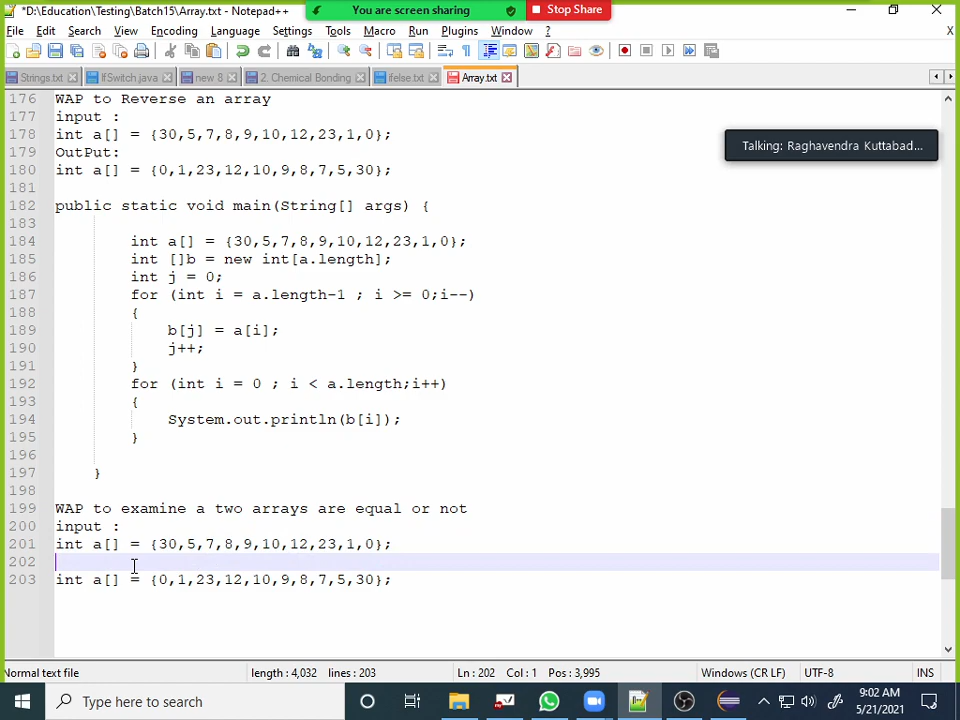 *D:\Education\Testing\Batch15\Array.txt - Notepad++
You are screen sharing
Stop Share
File Edit Search View Encoding Language Settings Tools Macro Run Plugins Window ? X
Strings.txt IfSwitch.java new 8 2. Chemical Bonding ifelse.txt Array.txt
Talking: Raghavendra Kuttabad...
176 WAP to Reverse an array
177 input :
178 int a[] = {30,5,7,8,9,10,12,23,1,0};
179 OutPut:
180 int a[] = {0,1,23,12,10,9,8,7,5,30};
181
182 public static void main(String[] args) {
183
184 int a[] = {30,5,7,8,9,10,12,23,1,0};
185 int []b = new int[a.length];
186 int j = 0;
187 for (int i = a.length-1 ; i >= 0;i--)
188 {
189 b[j] = a[i];
190 j++;
191 }
192 for (int i = 0 ; i < a.length;i++)
193 {
194 System.out.println(b[i]);
195 }
196
197 }
198
199 WAP to examine a two arrays are equal or not
200 input :
201 int a[] = {30,5,7,8,9,10,12,23,1,0};
202
203 int a[] = {0,1,23,12,10,9,8,7,5,30};
Normal text file length : 4,032 lines : 203 Ln : 202 Col : 1 Pos : 3,995 Windows (CR LF) UTF-8 INS
Type here to search
9:02 AM
5/21/2021